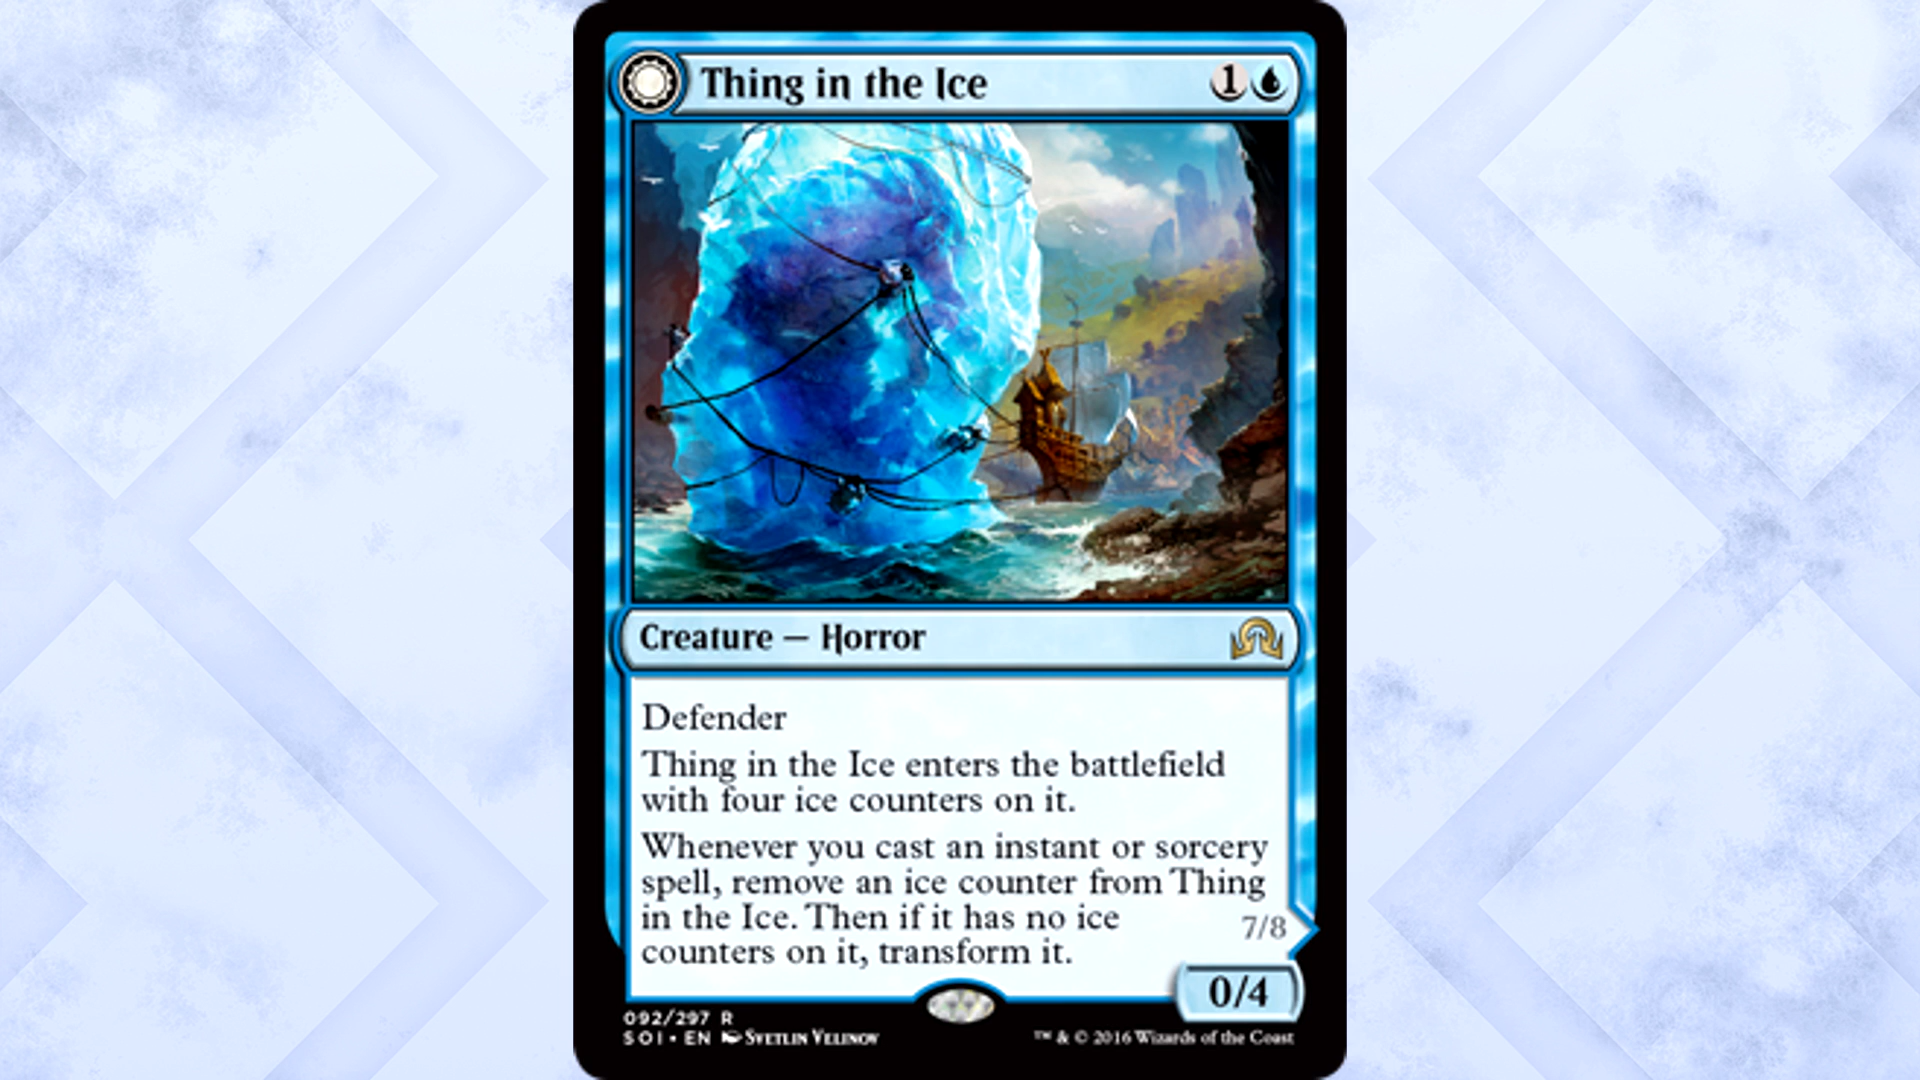 Thing in the Ice 1
Creature — Horror
Defender
Thing in the Ice enters the battlefield
with four ice counters on it.
Whenever you cast an instant or sorcery
spell, remove an ice counter from Thing
in the Ice. Then if it has no ice
counters on it, transform it.
7/8
0/4
092/297 R
SOI • EN Svetlin Velinov
™ & © 2016 Wizards of the Coast